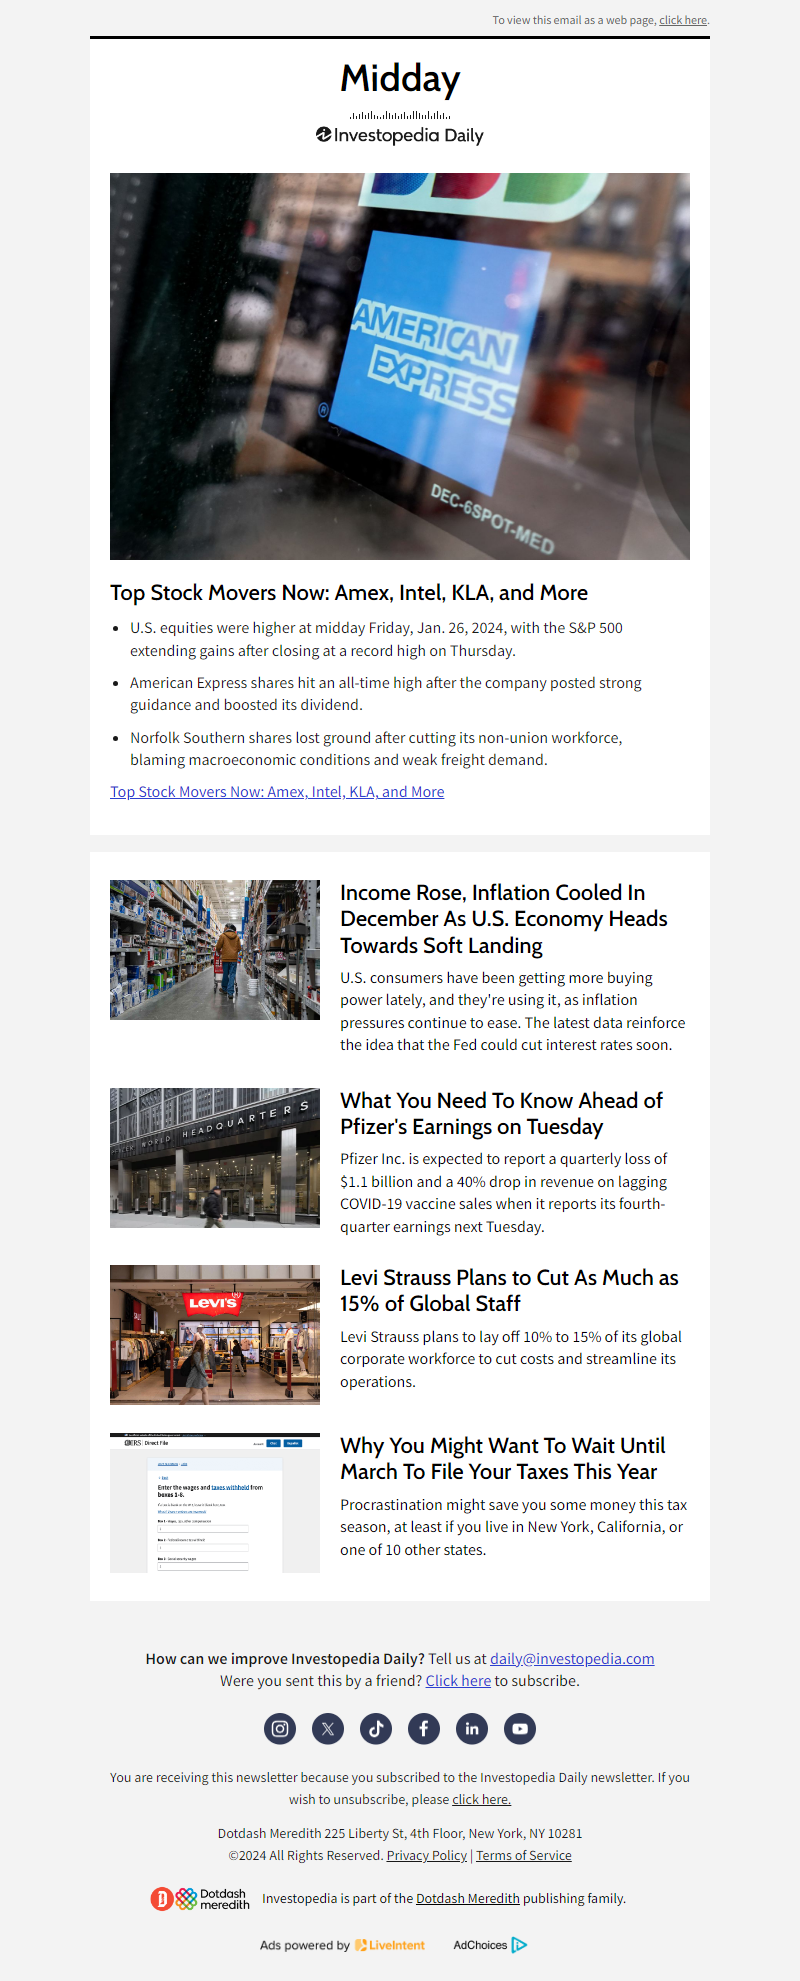 To view this email as a web page, click here.
Midday
Investopedia Daily
AMERICAN
EXPRESS
®
DEC-6SPOT-MED
Top Stock Movers Now: Amex, Intel, KLA, and More
• U.S. equities were higher at midday Friday, Jan. 26, 2024, with the S&P 500
extending gains after closing at a record high on Thursday.
• American Express shares hit an all-time high after the company posted strong
guidance and boosted its dividend.
• Norfolk Southern shares lost ground after cutting its non-union workforce,
blaming macroeconomic conditions and weak freight demand.
Top Stock Movers Now: Amex, Intel, KLA, and More
Income Rose, Inflation Cooled In
December As U.S. Economy Heads
Towards Soft Landing
U.S. consumers have been getting more buying
power lately, and they're using it, as inflation
pressures continue to ease. The latest data reinforce
the idea that the Fed could cut interest rates soon.
PFIZER WORLD HEADQUARTERS
What You Need To Know Ahead of
Pfizer's Earnings on Tuesday
Pfizer Inc. is expected to report a quarterly loss of
$1.1 billion and a 40% drop in revenue on lagging
COVID-19 vaccine sales when it reports its fourth-
quarter earnings next Tuesday.
LEVI'S
Levi Strauss Plans to Cut As Much as
15% of Global Staff
Levi Strauss plans to lay off 10% to 15% of its global
corporate workforce to cut costs and streamline its
operations.
IRS Direct File
Enter the wages and taxes withheld from
boxes 1-8.
Why You Might Want To Wait Until
March To File Your Taxes This Year
Procrastination might save you some money this tax
season, at least if you live in New York, California, or
one of 10 other states.
How can we improve Investopedia Daily? Tell us at daily@investopedia.com
Were you sent this by a friend? Click here to subscribe.
You are receiving this newsletter because you subscribed to the Investopedia Daily newsletter. If you
wish to unsubscribe, please click here.
Dotdash Meredith 225 Liberty St, 4th Floor, New York, NY 10281
©2024 All Rights Reserved. Privacy Policy | Terms of Service
Dotdash
meredith
Investopedia is part of the Dotdash Meredith publishing family.
Ads powered by LiveIntent
AdChoices